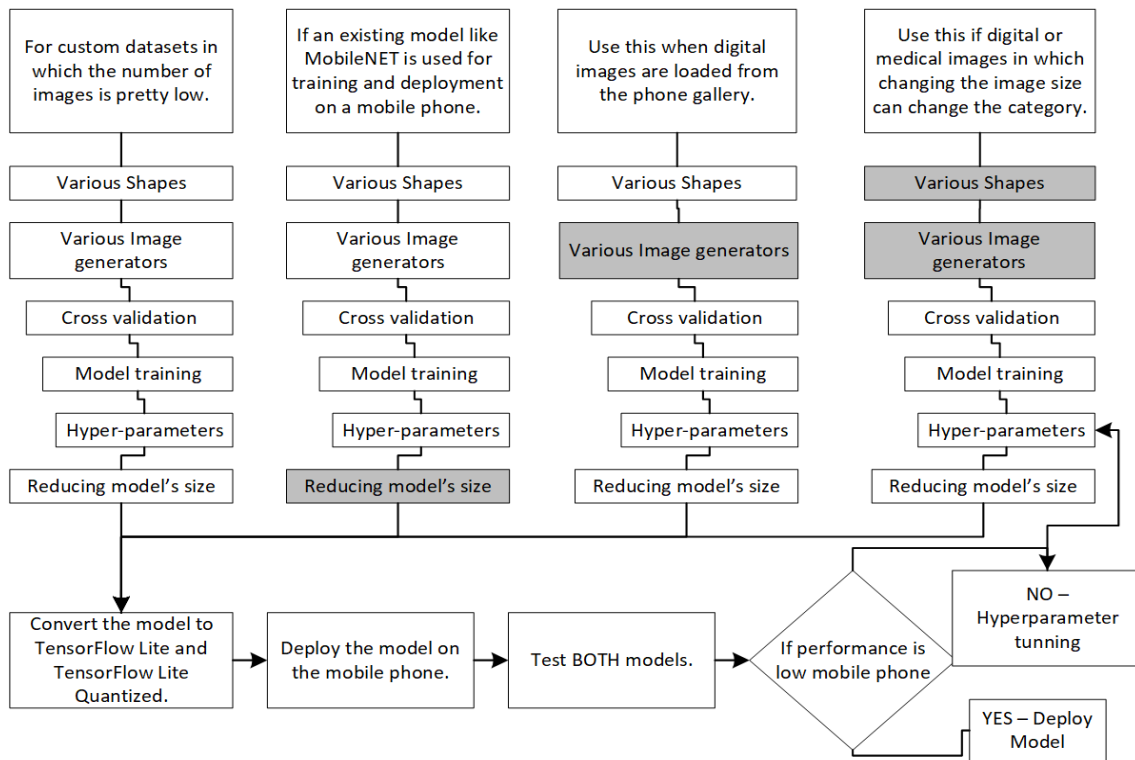 For custom datasets in
which the number of
images is pretty low.
If an existing model like
MobileNET is used for
training and deployment
on a mobile phone.
Use this when digital
images are loaded from
the phone gallery.
Use this if digital or
medical images in which
changing the image size
can change the category.
Various Shapes
Various Shapes
Various Shapes
Various Shapes
Various Image
generators
Various Image
generators
Various Image generators
Various Image
generators
Cross validation
Cross validation
Cross validation
Cross validation
Model training
Model training
Model training
Model training
Hyper-parameters
Hyper-parameters
Hyper-parameters
Hyper-parameters
Reducing model’s size
Reducing model’s size
Reducing model’s size
Reducing model’s size
Convert the model to
TensorFlow Lite and
TensorFlow Lite
Quantized.
Deploy the model on
the mobile phone.
Test BOTH models.
If performance is
low mobile phone
NO –
Hyperparameter
tunning
YES – Deploy
Model